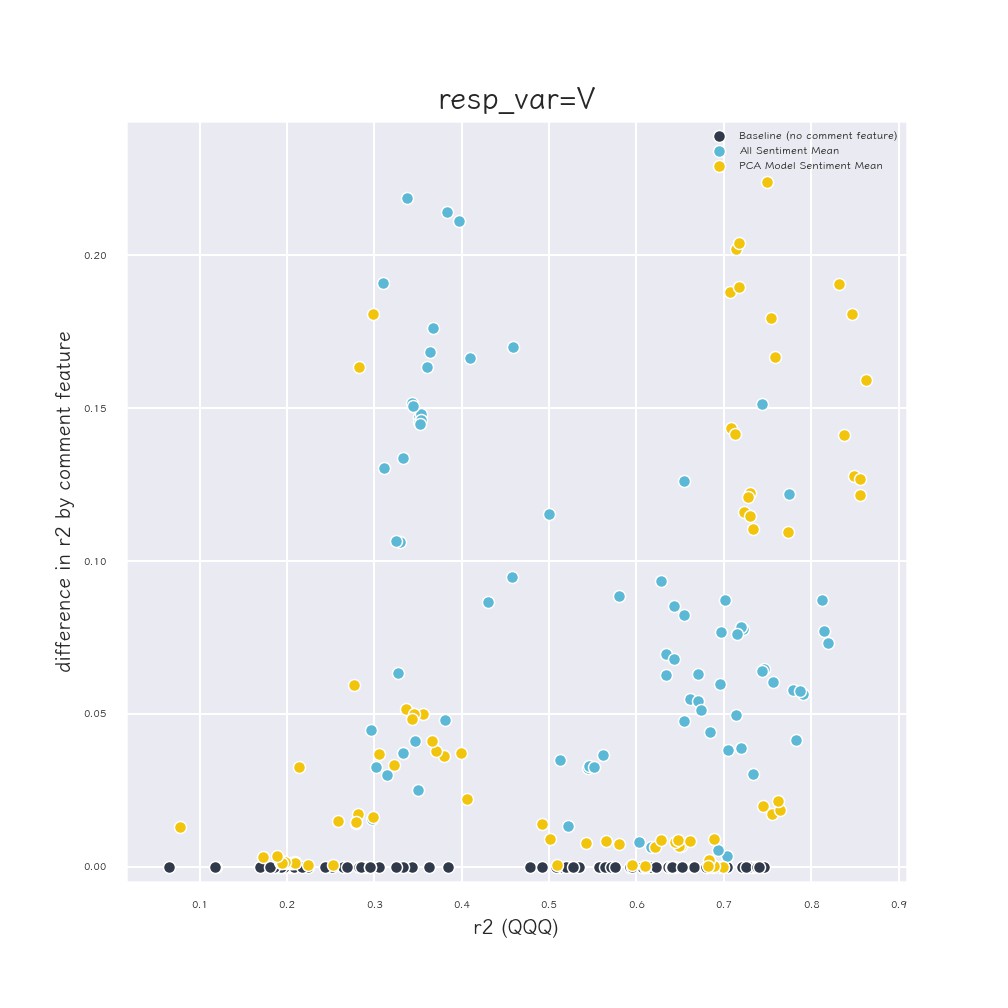 resp_var=V
Baseline (no comment feature)
All Sentiment Mean
PCA Model Sentiment Mean
difference in r2 by comment feature
0.20
0.15
0.10
0.05
0.00
0.1 0.2 0.3 0.4 0.5 0.6 0.7 0.8 0.9
r2 (QQQ)